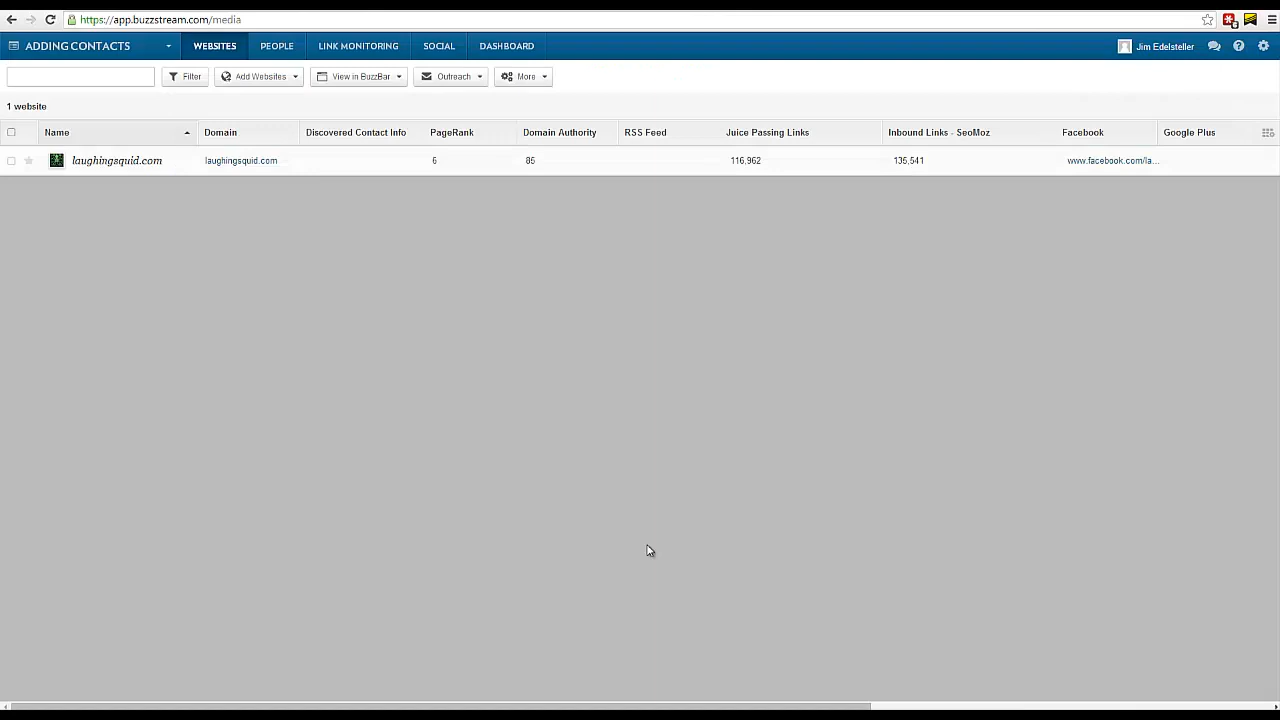 https://app.buzzstream.com/media
ADDING CONTACTS WEBSITES PEOPLE LINK MONITORING SOCIAL DASHBOARD Jim Edelsteller
Filter Add Websites View in BuzzBar Outreach More
1 website
Name Domain Discovered Contact Info PageRank Domain Authority RSS Feed Juice Passing Links Inbound Links - SeoMoz Facebook Google Plus
laughingsquid.com laughingsquid.com 6 85 116,962 135,541 www.facebook.com/la...